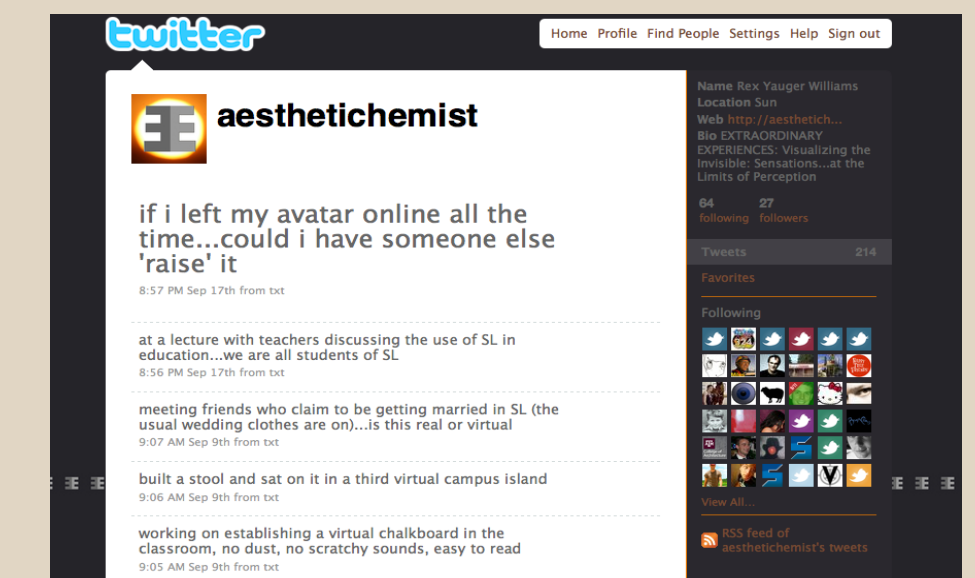 twitter
Home Profile Find People Settings Help Sign out
aesthetichemist
if i left my avatar online all the
time...could i have someone else
'raise' it
8:57 PM Sep 17th from txt
at a lecture with teachers discussing the use of SL in
education...we are all students of SL
8:56 PM Sep 17th from txt
meeting friends who claim to be getting married in SL (the
usual wedding clothes are on)...is this real or virtual
9:07 AM Sep 9th from txt
built a stool and sat on it in a third virtual campus island
9:06 AM Sep 9th from txt
working on establishing a virtual chalkboard in the
classroom, no dust, no scratchy sounds, easy to read
9:05 AM Sep 9th from txt
Name Rex Yauger Williams
Location Sun
Web http://aesthetich...
Bio EXTRAORDINARY
EXPERIENCES: Visualizing the
Invisible: Sensations...at the
Limits of Perception
64 27
following followers
Tweets 214
Favorites
Following
View All...
RSS feed of
aesthetichemist's tweets